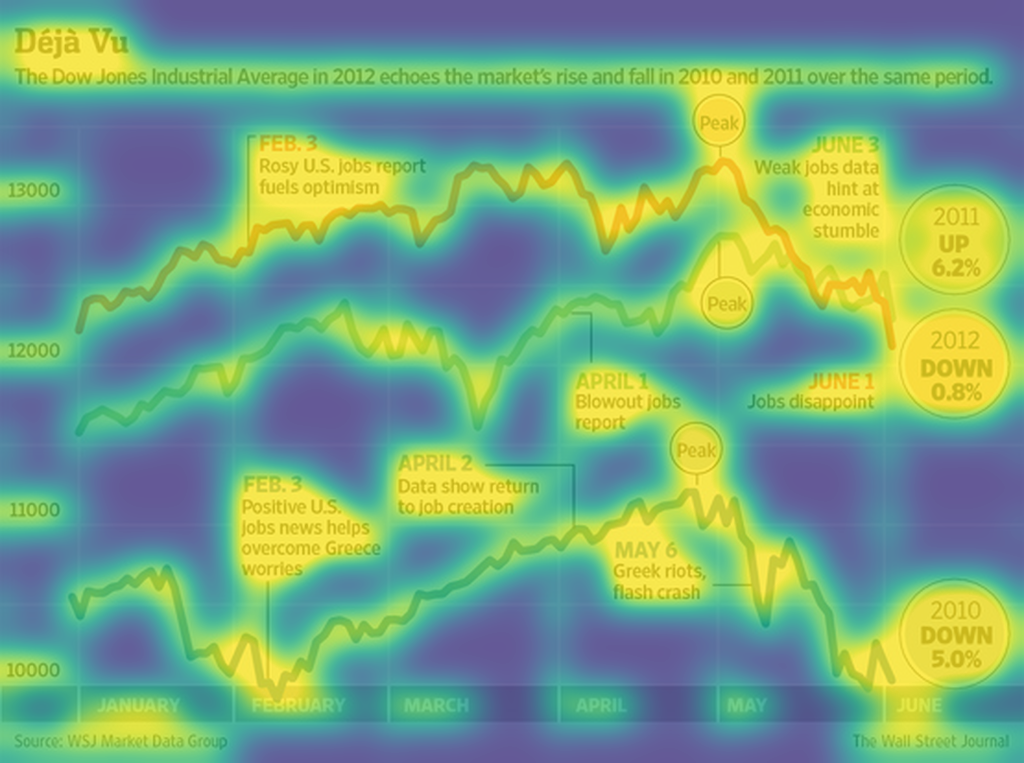 Déjà Vu
The Dow Jones Industrial Average in 2012 echoes the market's rise and fall in 2010 and 2011 over the same period.
Peak
FEB. 3
Rosy U.S. jobs report
fuels optimism
JUNE 3
Weak jobs data
hint at
economic
stumble
13000
2011
UP
6.2%
Peak
12000
2012
DOWN
0.8%
APRIL 1
Blowout jobs
report
JUNE 1
Jobs disappoint
Peak
APRIL 2
Data show return
to job creation
FEB. 3
Positive U.S.
jobs news helps
overcome Greece
worries
11000
MAY 6
Greek riots,
flash crash
2010
DOWN
5.0%
10000
JANUARY
FEBRUARY
MARCH
APRIL
MAY
JUNE
Source: WSJ Market Data Group
The Wall Street Journal